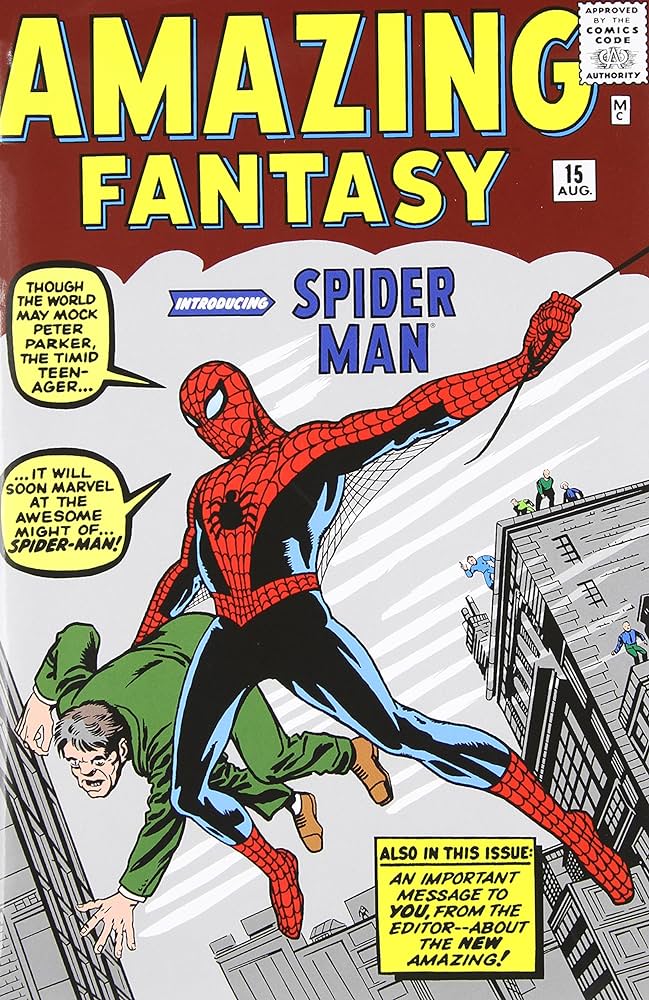 AMAZING
FANTASY
APPROVED
BY THE
COMICS
CODE
CA
AUTHORITY
M
C
15
AUG.
INTRODUCING
SPIDER
MAN®
THOUGH
THE WORLD
MAY MOCK
PETER
PARKER,
THE TIMID
TEEN-
AGER...
...IT WILL
SOON MARVEL
AT THE
AWESOME
MIGHT OF...
SPIDER-MAN!
ALSO IN THIS ISSUE:
AN IMPORTANT
MESSAGE TO
YOU, FROM THE
EDITOR--ABOUT
THE NEW
AMAZING!